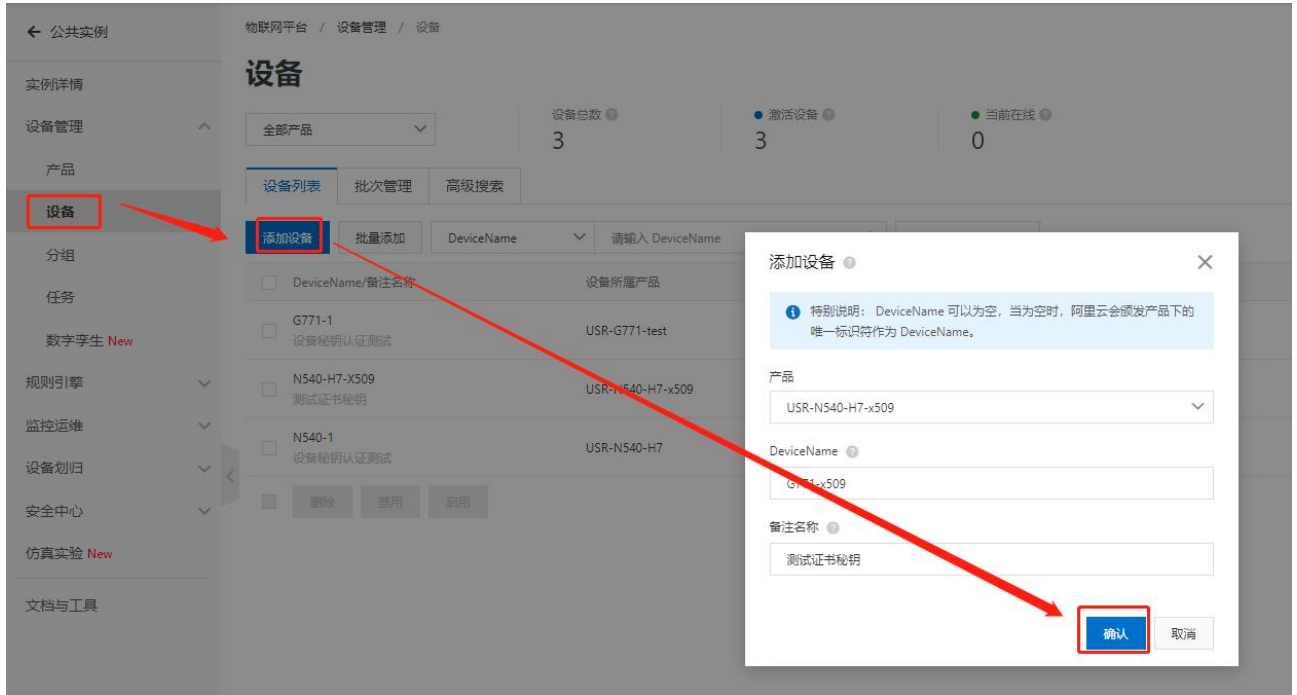 公共实例
实例详情
设备管理
产品
设备
分组
任务
数字孪生 New
规则引擎
监控运维
设备划归
安全中心
仿真实验 New
文档与工具
物联网平台 / 设备管理 / 设备
设备
全部产品
设备总数
3
激活设备
3
当前在线
0
设备列表 批次管理 高级搜索
添加设备 批量添加 DeviceName 请输入 DeviceName
DeviceName/备注名称 设备所属产品
G771-1
设备秘钥认证测试
USR-G771-test
N540-H7-X509
测试证书秘钥
USR-N540-H7-x509
N540-1
设备秘钥认证测试
USR-N540-H7
删除 禁用 启用
添加设备
特别说明： DeviceName 可以为空，当为空时，阿里云会颁发产品下的
唯一标识符作为 DeviceName。
产品
USR-N540-H7-x509
DeviceName
G771-x509
备注名称
测试证书秘钥
确认 取消